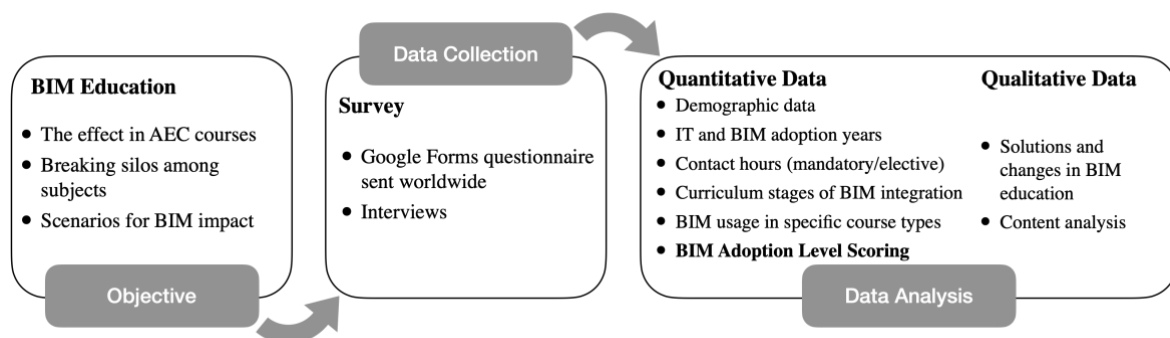 BIM Education
• The effect in AEC courses
• Breaking silos among
subjects
• Scenarios for BIM impact
Objective
Data Collection
Survey
• Google Forms questionnaire
sent worldwide
• Interviews
Quantitative Data
• Demographic data
• IT and BIM adoption years
• Contact hours (mandatory/elective)
• Curriculum stages of BIM integration
• BIM usage in specific course types
• BIM Adoption Level Scoring
Qualitative Data
• Solutions and
changes in BIM
education
• Content analysis
Data Analysis